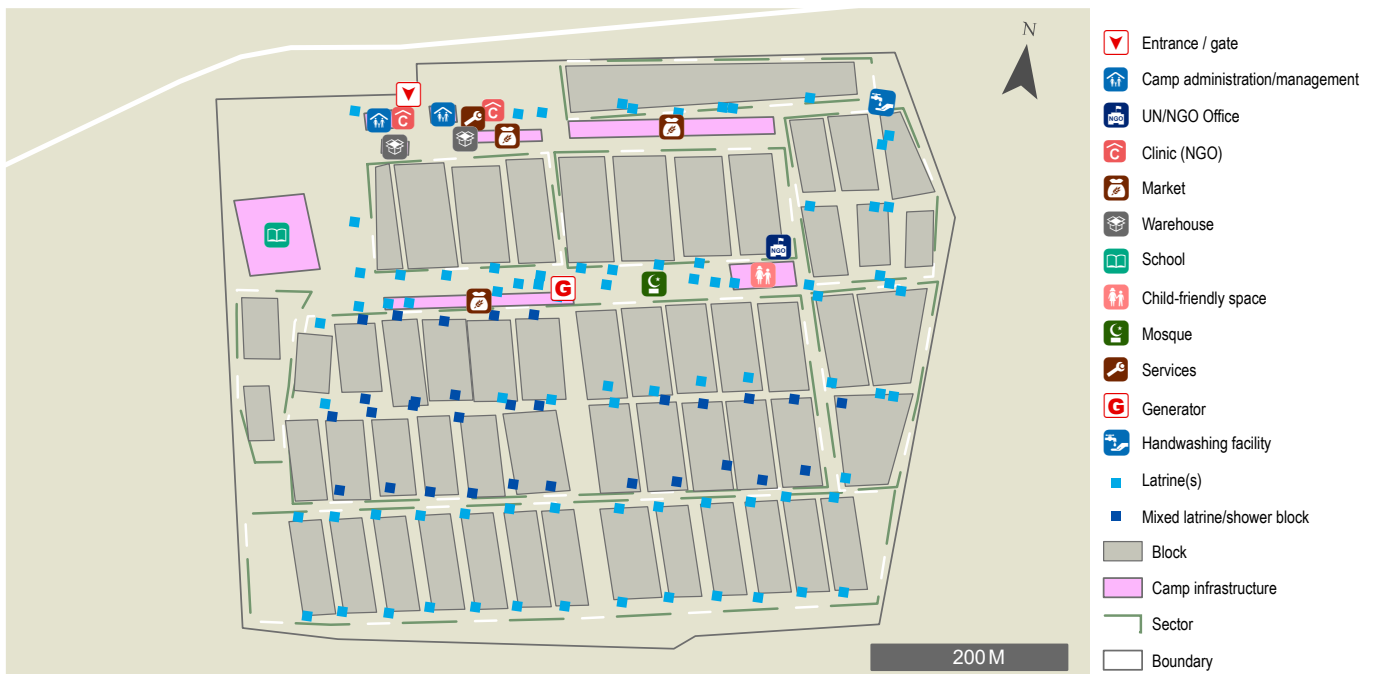 N
C
C
NGO
G
200 M
Entrance / gate
Camp administration/management
NGO
UN/NGO Office
C
Clinic (NGO)
Market
Warehouse
School
Child-friendly space
Mosque
Services
G
Generator
Handwashing facility
Latrine(s)
Mixed latrine/shower block
Block
Camp infrastructure
Sector
Boundary